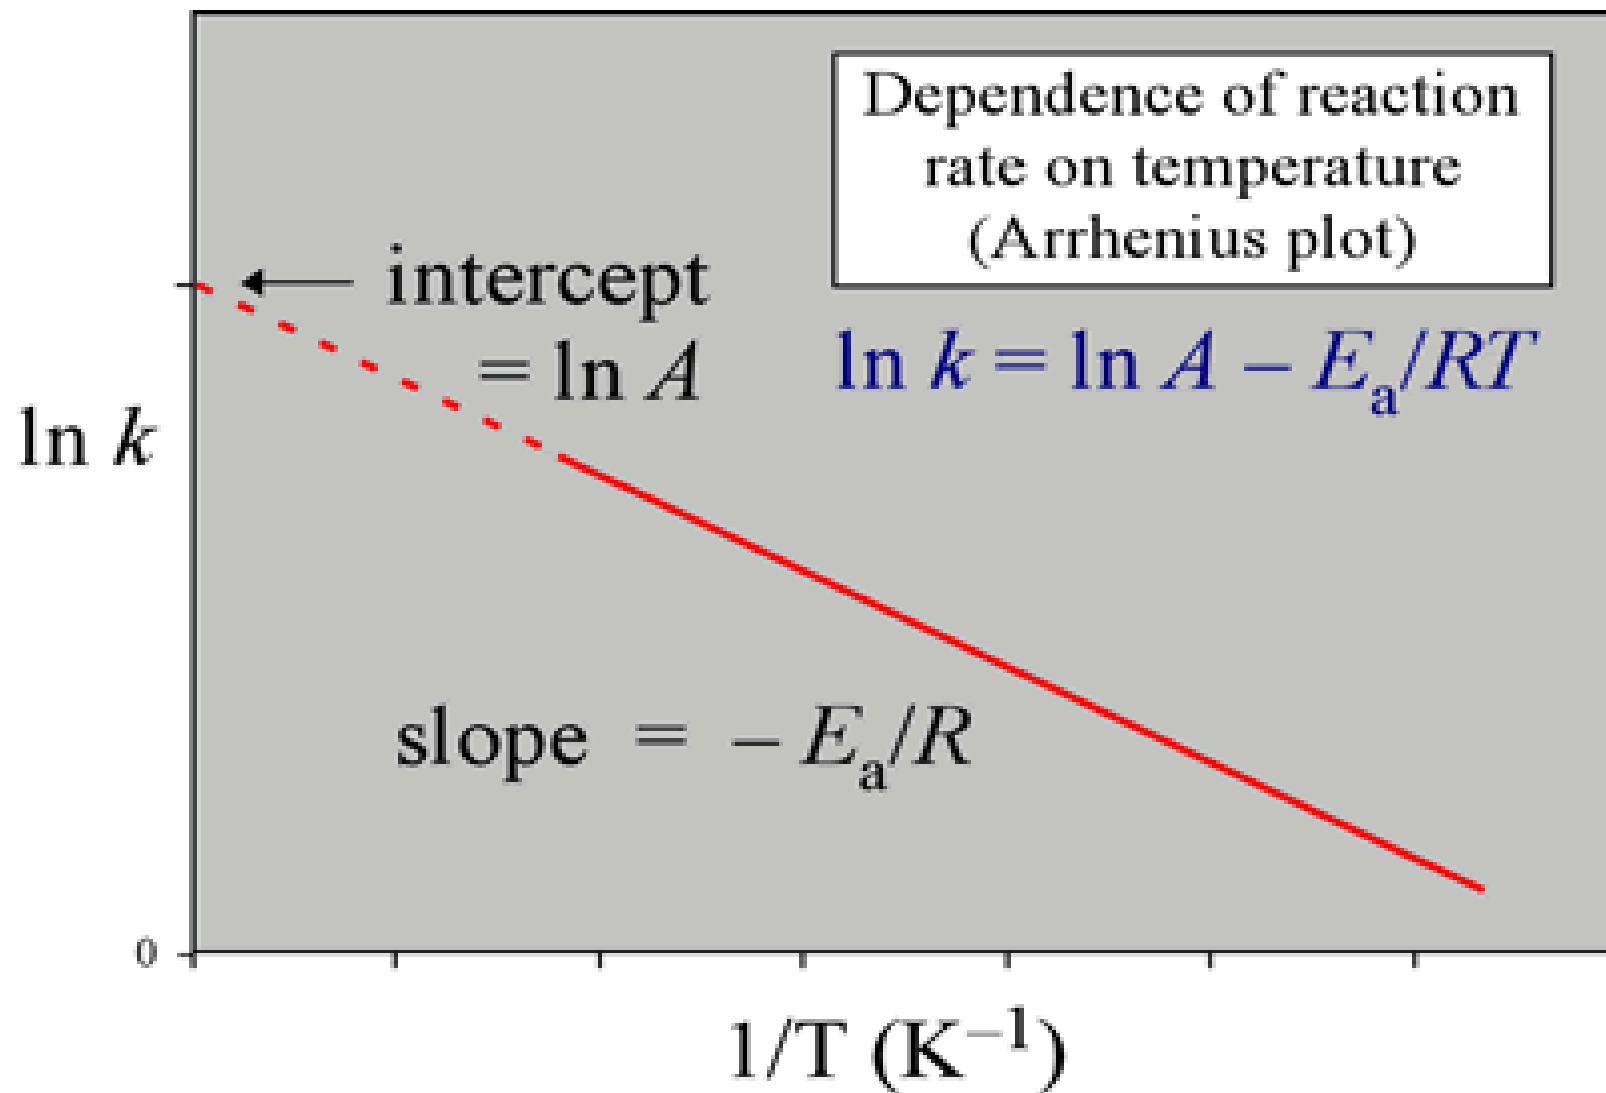 Dependence of reaction
rate on temperature
(Arrhenius plot)
intercept
= ln A
ln k = ln A – Eₐ/RT
ln k
slope = – Eₐ/R
0
1/T (K⁻¹)